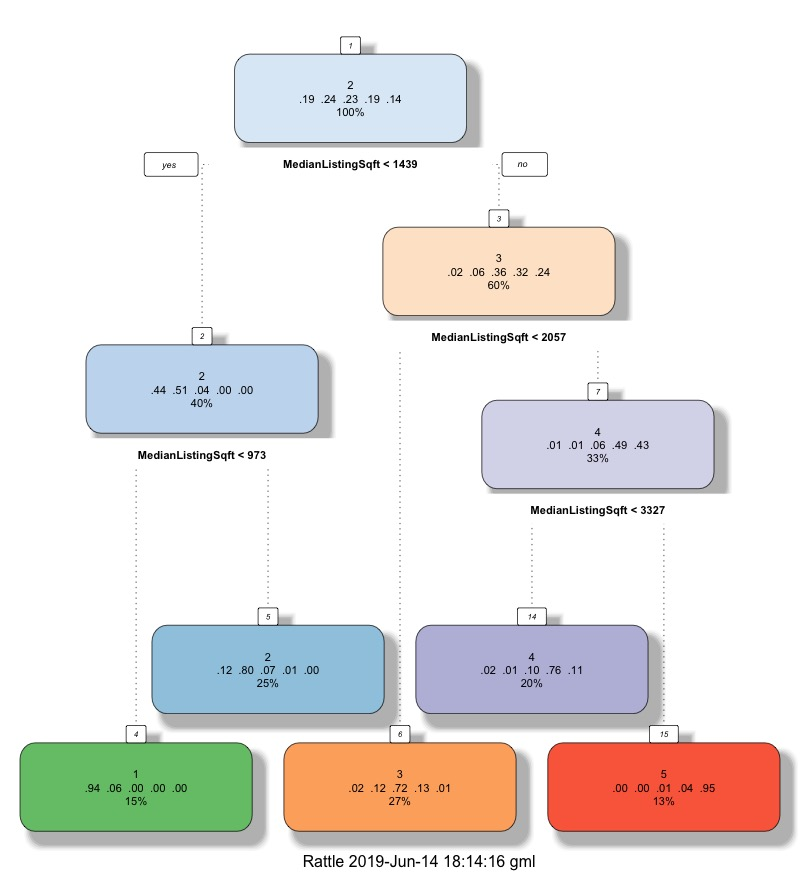 1
2
.19 .24 .23 .19 .14
100%
yes
MedianListingSqft < 1439
no
3
3
.02 .06 .36 .32 .24
60%
MedianListingSqft < 2057
2
2
.44 .51 .04 .00 .00
40%
MedianListingSqft < 973
7
4
.01 .01 .06 .49 .43
33%
MedianListingSqft < 3327
5
2
.12 .80 .07 .01 .00
25%
14
4
.02 .01 .10 .76 .11
20%
4
1
.94 .06 .00 .00 .00
15%
6
3
.02 .12 .72 .13 .01
27%
15
5
.00 .00 .01 .04 .95
13%
Rattle 2019-Jun-14 18:14:16 gml